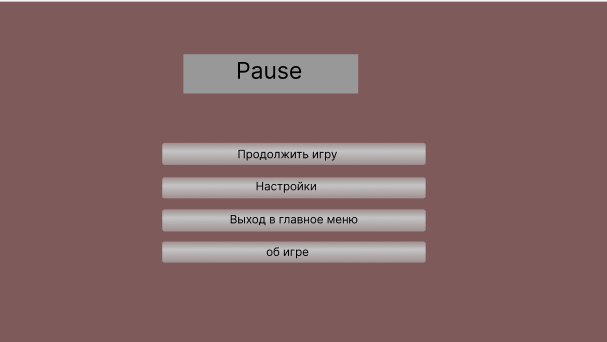 Pause
Продолжить игру
Настройки
Выход в главное меню
об игре